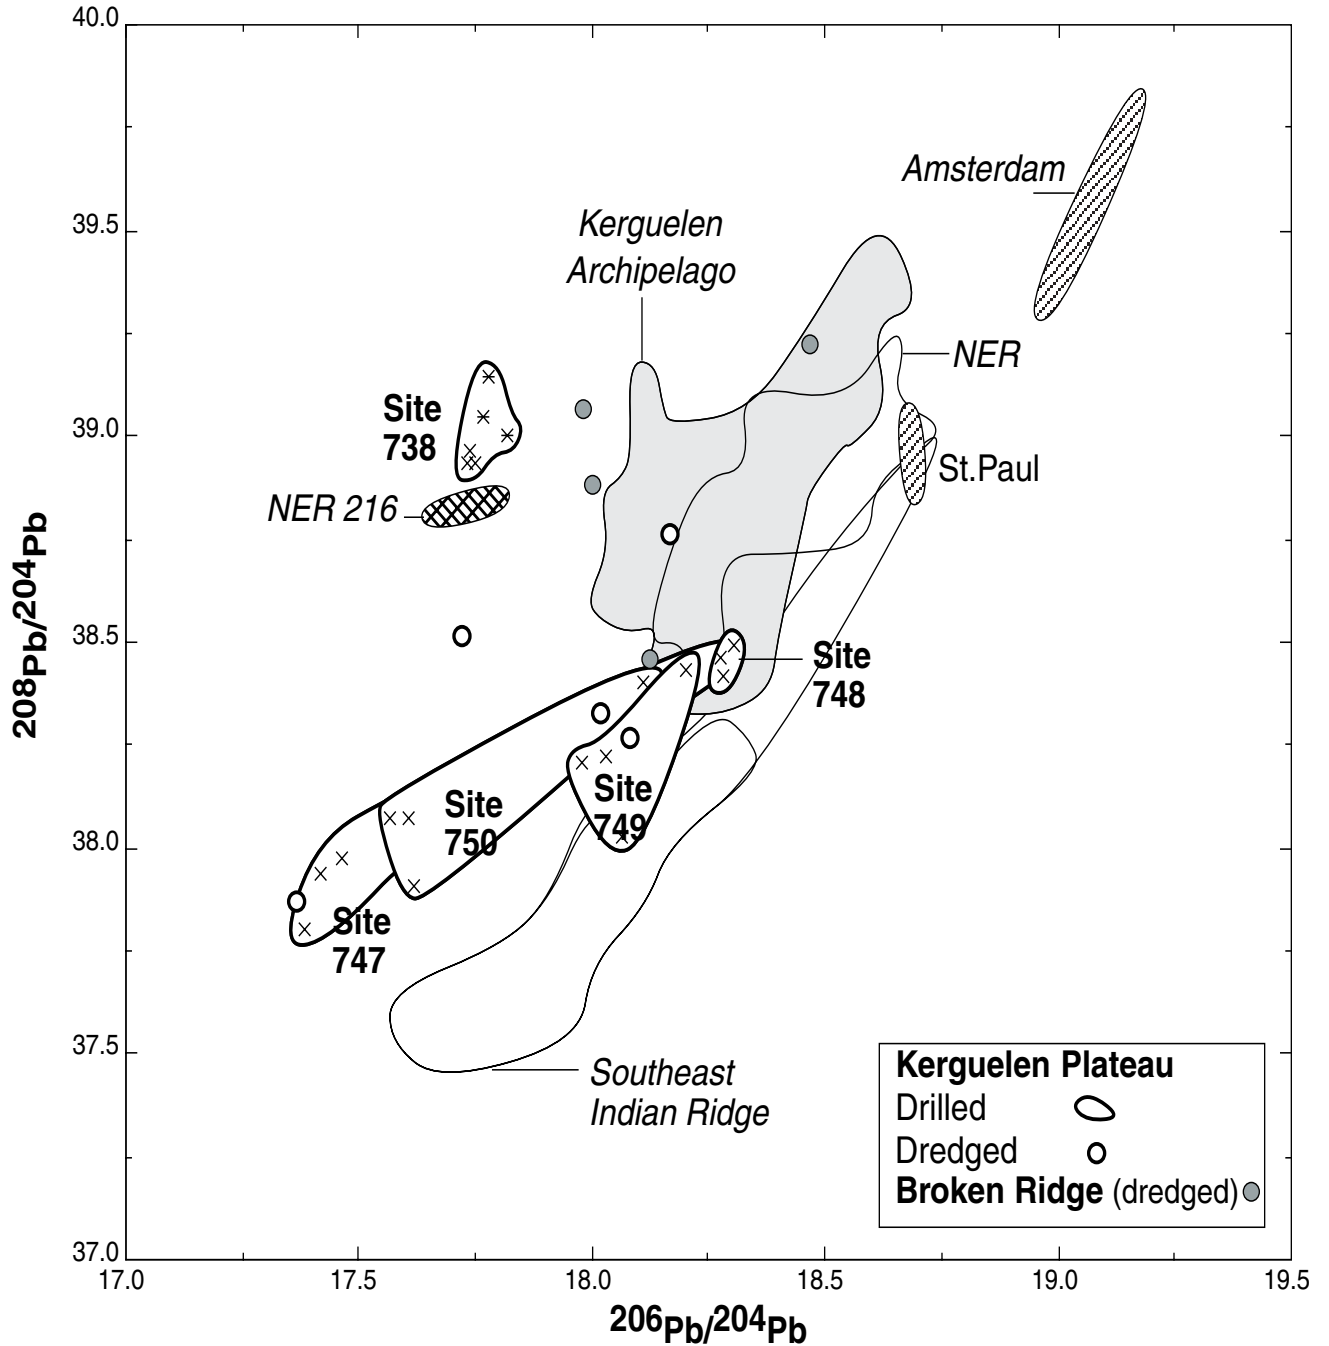 40.0
39.5
39.0
38.5
38.0
37.5
37.0
17.0
17.5
18.0
18.5
19.0
19.5
208Pb/204Pb
206Pb/204Pb
Amsterdam
Kerguelen
Archipelago
NER
Site
738
St.Paul
NER 216
Site
748
Site
749
Site
750
Site
747
Southeast
Indian Ridge
Kerguelen Plateau
Drilled
Dredged
Broken Ridge (dredged)